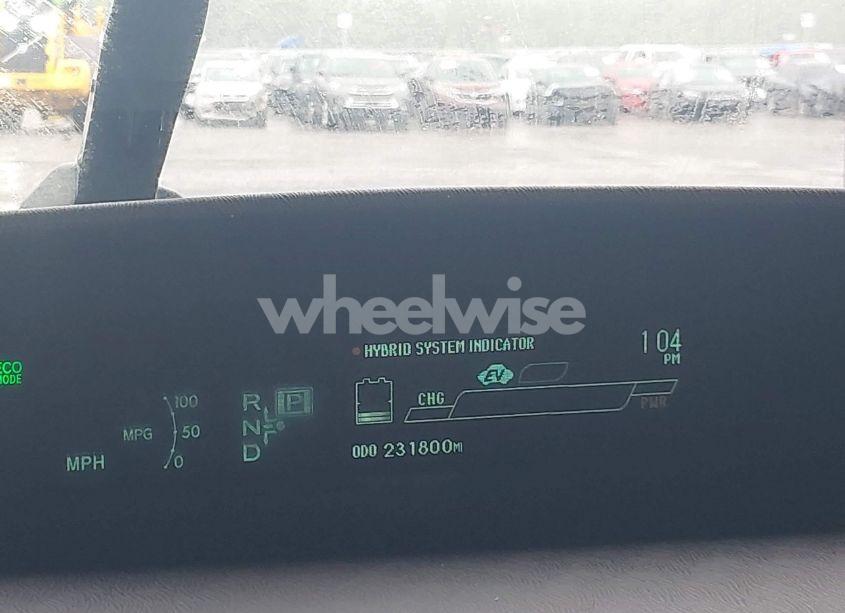 wheelwise
HYBRID SYSTEM INDICATOR
1:04
PM
ECO
MODE
EV
CHG
PWR
100
MPG
50
0
MPH
R
P
N
D
ODO 231800MI